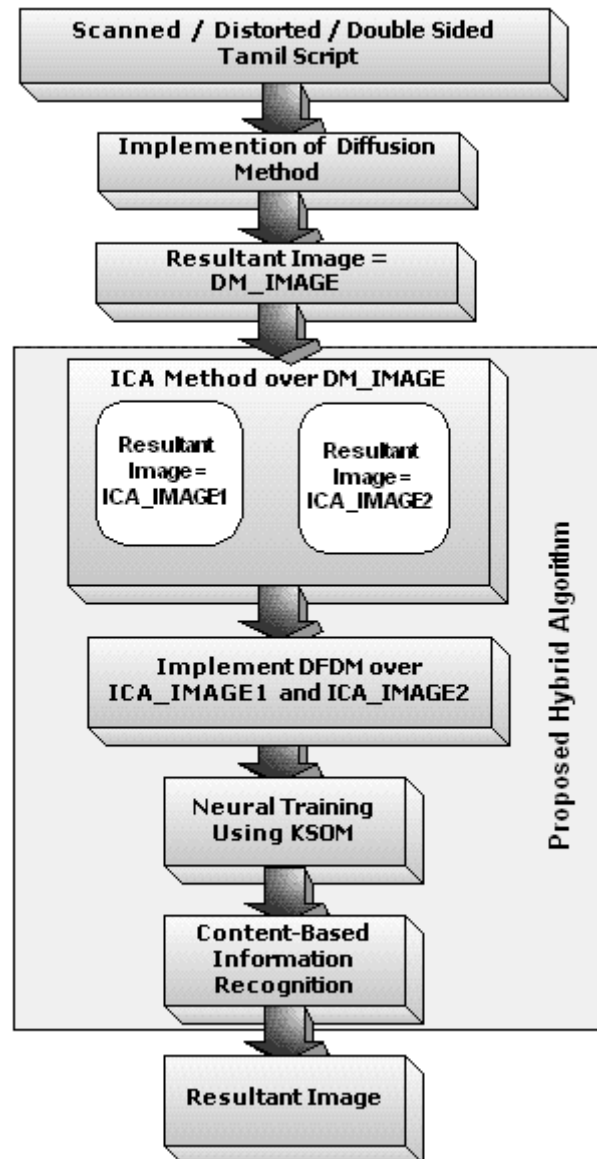 Scanned / Distorted / Double Sided
Tamil Script
Implemention of Diffusion
Method
Resultant Image =
DM_IMAGE
ICA Method over DM_IMAGE
Resultant
Image =
ICA_IMAGE1
Resultant
Image =
ICA_IMAGE2
Implement DFDM over
ICA_IMAGE1 and ICA_IMAGE2
Neural Training
Using KSOM
Content-Based
Information
Recognition
Proposed Hybrid Algorithm
Resultant Image